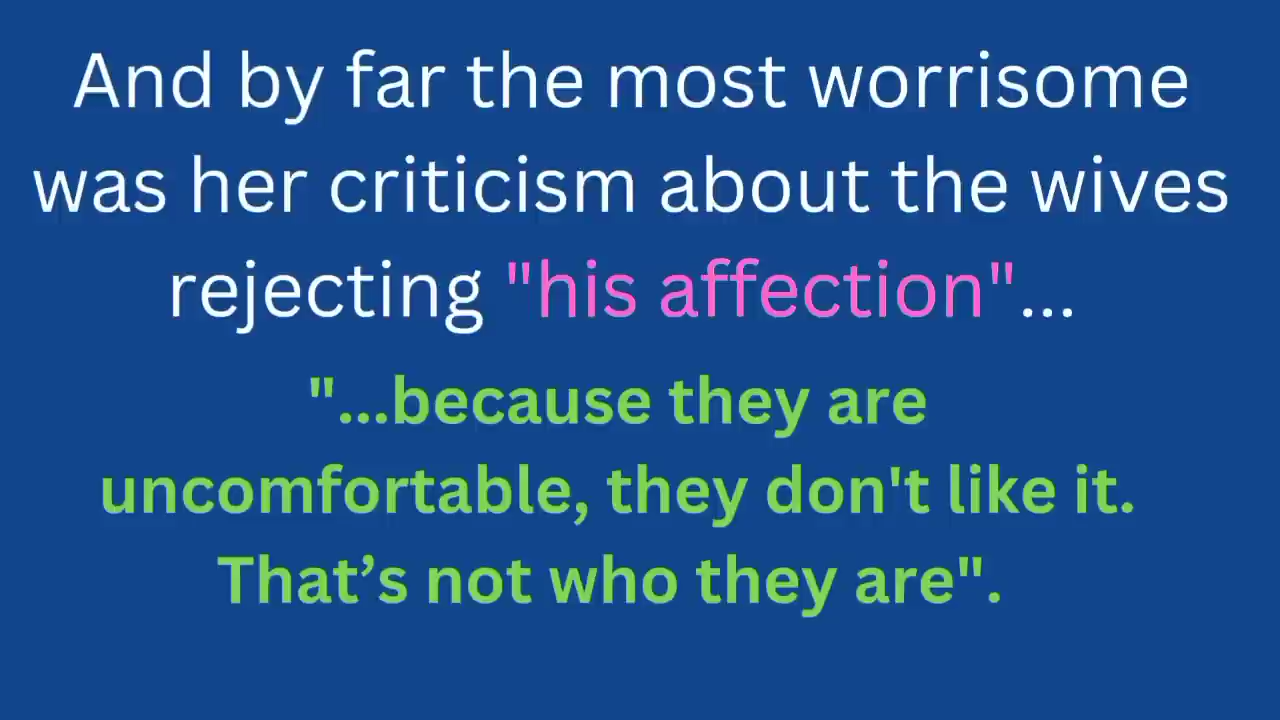 And by far the most worrisome
was her criticism about the wives
rejecting "his affection"...
"...because they are
uncomfortable, they don't like it.
That’s not who they are".